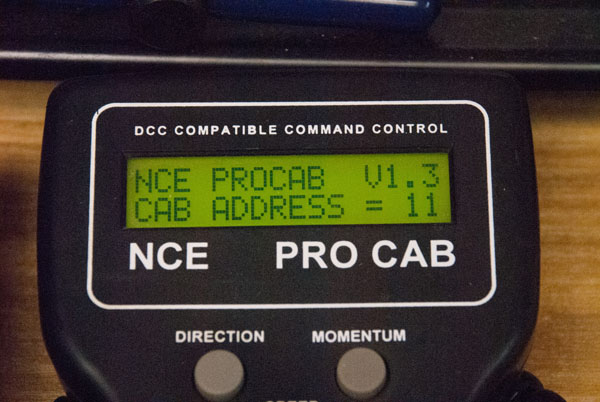 DCC COMPATIBLE COMMAND CONTROL
NCE PROCAB V1.3
CAB ADDRESS = 11
NCE PRO CAB
DIRECTION MOMENTUM